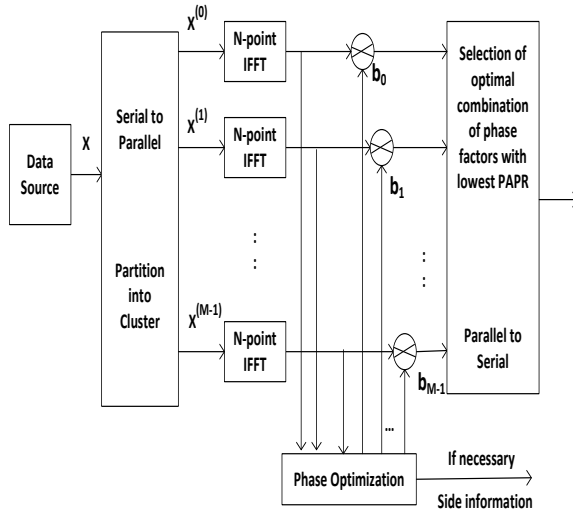 Data
Source
X
Serial to
Parallel
Partition
into
Cluster
X(0)
N-point
IFFT
b0
X(1)
N-point
IFFT
b1
:
:
:
:
X(M-1)
N-point
IFFT
bM-1
...
Selection of
optimal
combination
of phase
factors with
lowest PAPR
:
:
Parallel to
Serial
Phase Optimization
If necessary
Side information